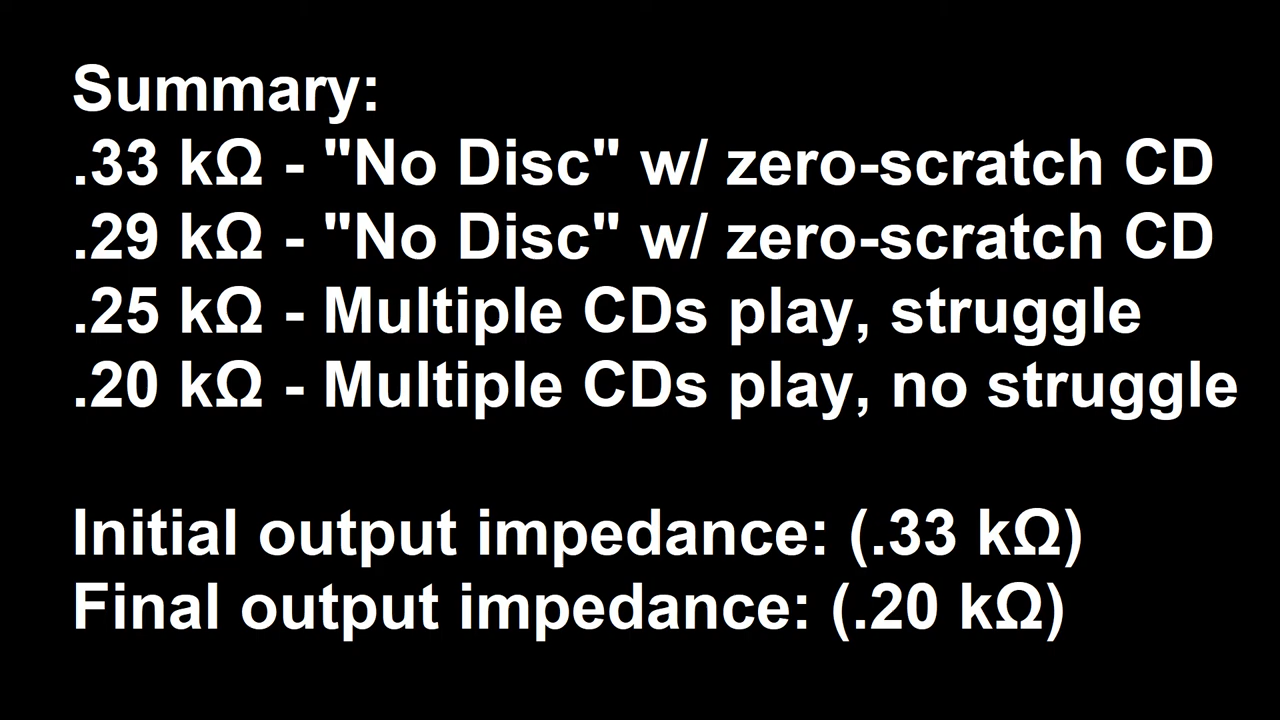 Summary:
.33 kΩ - "No Disc" w/ zero-scratch CD
.29 kΩ - "No Disc" w/ zero-scratch CD
.25 kΩ - Multiple CDs play, struggle
.20 kΩ - Multiple CDs play, no struggle
Initial output impedance: (.33 kΩ)
Final output impedance: (.20 kΩ)